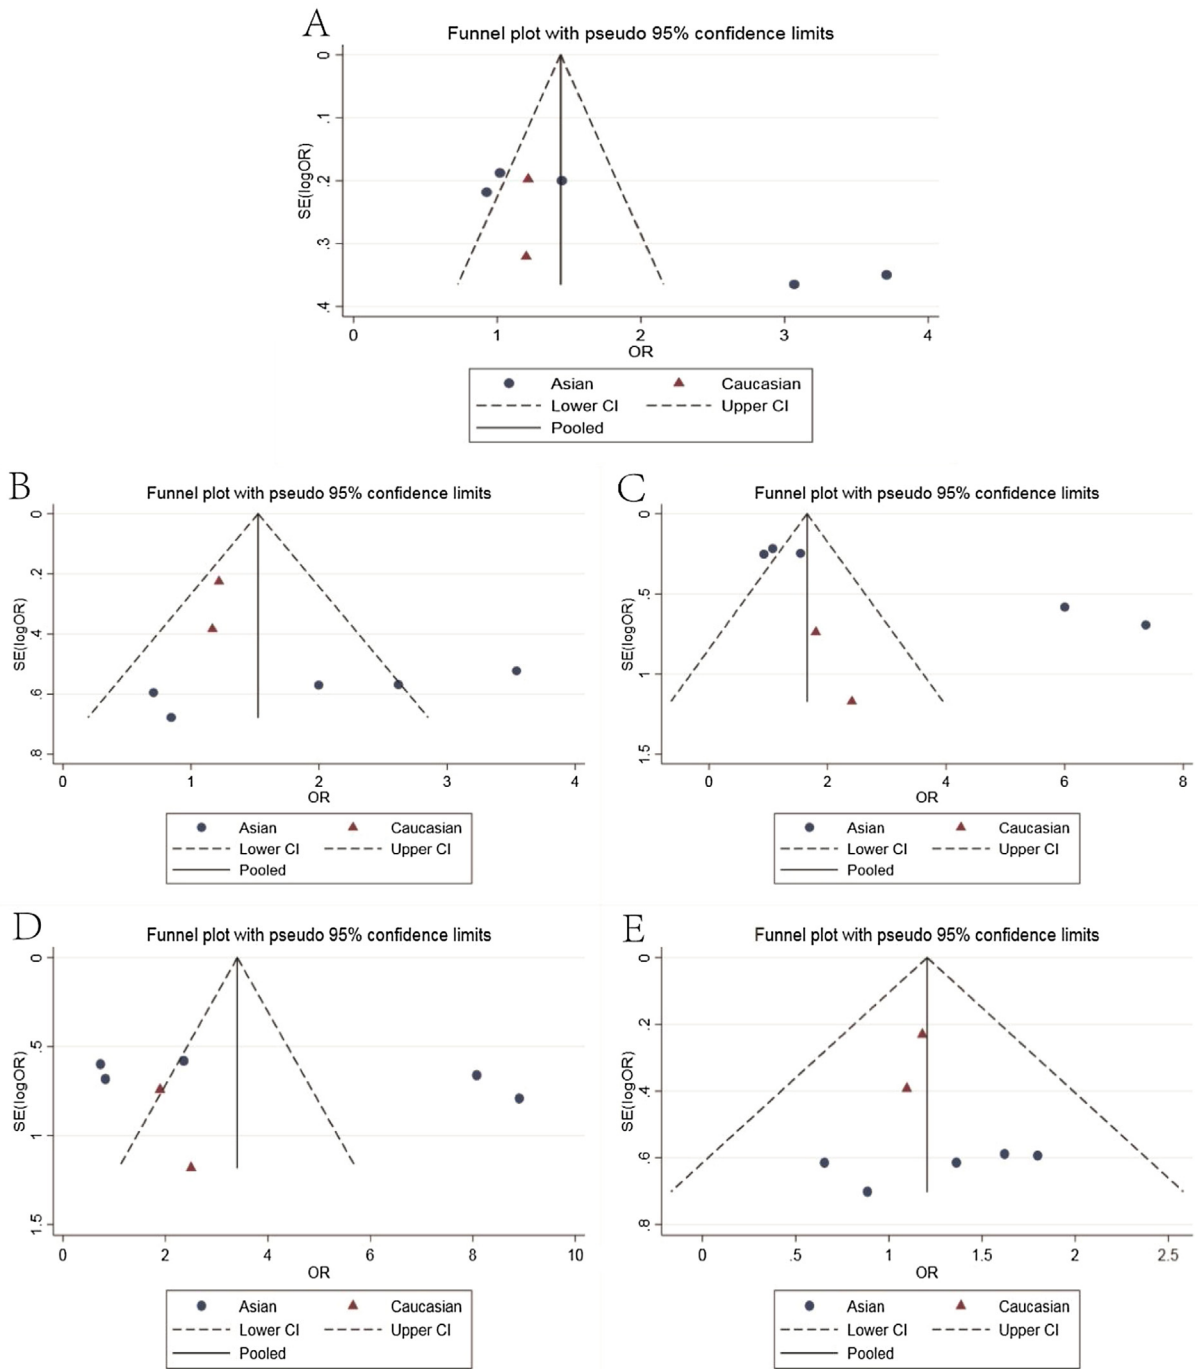 A
Funnel plot with pseudo 95% confidence limits
0
.1
.2
.3
.4
SE(logOR)
0 1 2 3 4
OR
Asian Caucasian
Lower CI Upper CI
Pooled
B
Funnel plot with pseudo 95% confidence limits
0
.2
.4
.6
.8
SE(logOR)
0 1 2 3 4
OR
Asian Caucasian
Lower CI Upper CI
Pooled
C
Funnel plot with pseudo 95% confidence limits
0
.5
1
1.5
SE(logOR)
0 2 4 6 8
OR
Asian Caucasian
Lower CI Upper CI
Pooled
D
Funnel plot with pseudo 95% confidence limits
0
.5
1
1.5
SE(logOR)
0 2 4 6 8 10
OR
Asian Caucasian
Lower CI Upper CI
Pooled
E
Funnel plot with pseudo 95% confidence limits
0
.2
.4
.6
.8
SE(logOR)
0 .5 1 1.5 2 2.5
OR
Asian Caucasian
Lower CI Upper CI
Pooled